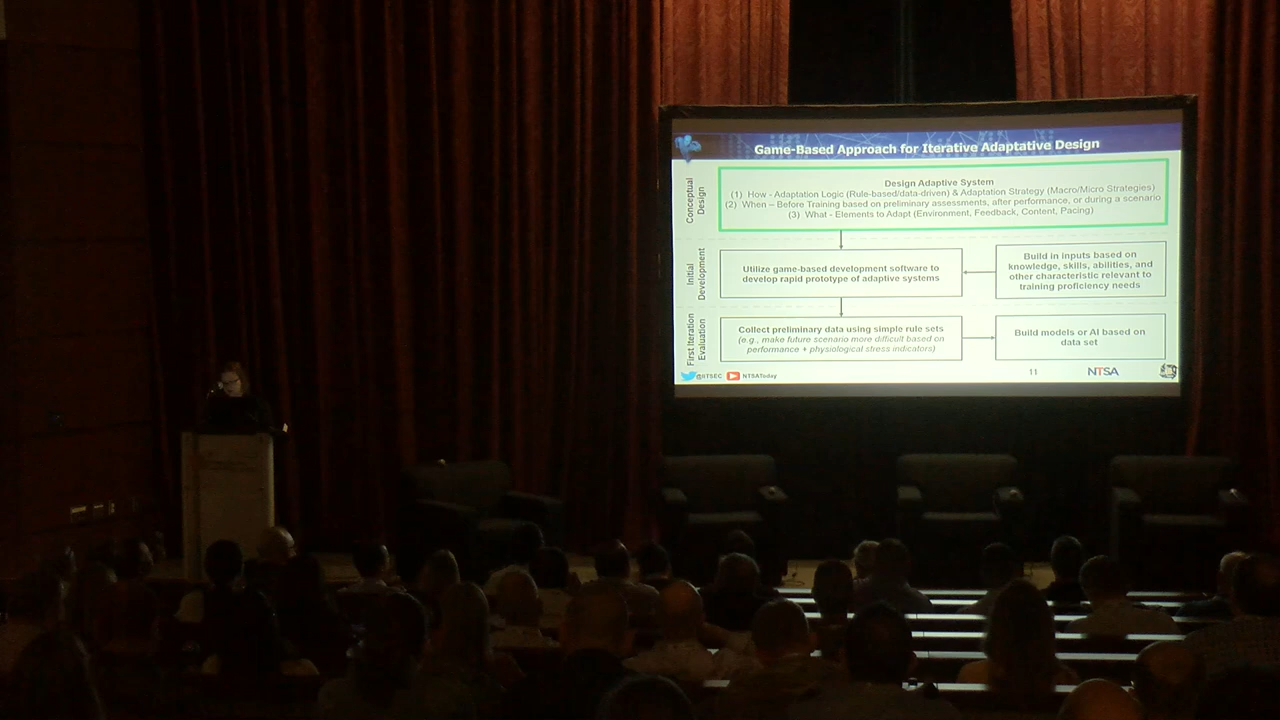 Game-Based Approach for Iterative Adaptative Design
Conceptual
Design
Design Adaptive System
(1) How - Adaptation Logic (Rule-based/data-driven) & Adaptation Strategy (Macro/Micro Strategies)
(2) When – Before Training based on preliminary assessments, after performance, or during a scenario
(3) What - Elements to Adapt (Environment, Feedback, Content, Pacing)
Initial
Development
Utilize game-based development software to
develop rapid prototype of adaptive systems
Build in inputs based on
knowledge, skills, abilities, and
other characteristic relevant to
training proficiency needs
First Iteration
Evaluation
Collect preliminary data using simple rule sets
(e.g., make future scenario more difficult based on
performance + physiological stress indicators)
Build models or AI based on
data set
@IITSEC NTSAToday
11
NTSA